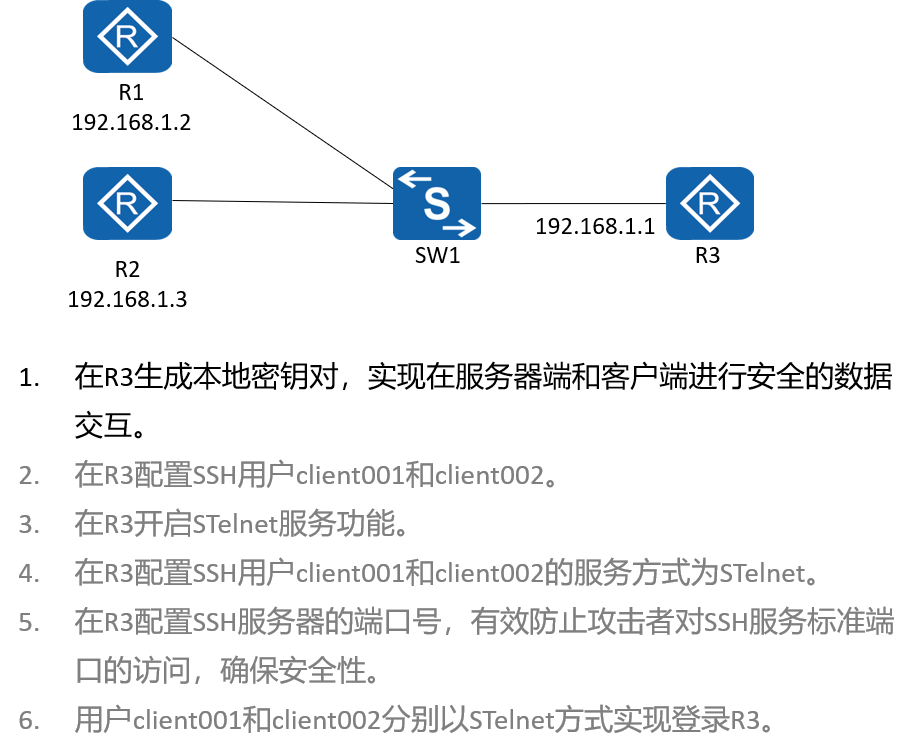 R
R1
192.168.1.2
R
R2
192.168.1.3
S
SW1
192.168.1.1
R
R3
1. 在R3生成本地密钥对，实现在服务器端和客户端进行安全的数据
交互。
2. 在R3配置SSH用户client001和client002。
3. 在R3开启STelnet服务功能。
4. 在R3配置SSH用户client001和client002的服务方式为STelnet。
5. 在R3配置SSH服务器的端口号，有效防止攻击者对SSH服务标准端
口的访问，确保安全性。
6. 用户client001和client002分别以STelnet方式实现登录R3。